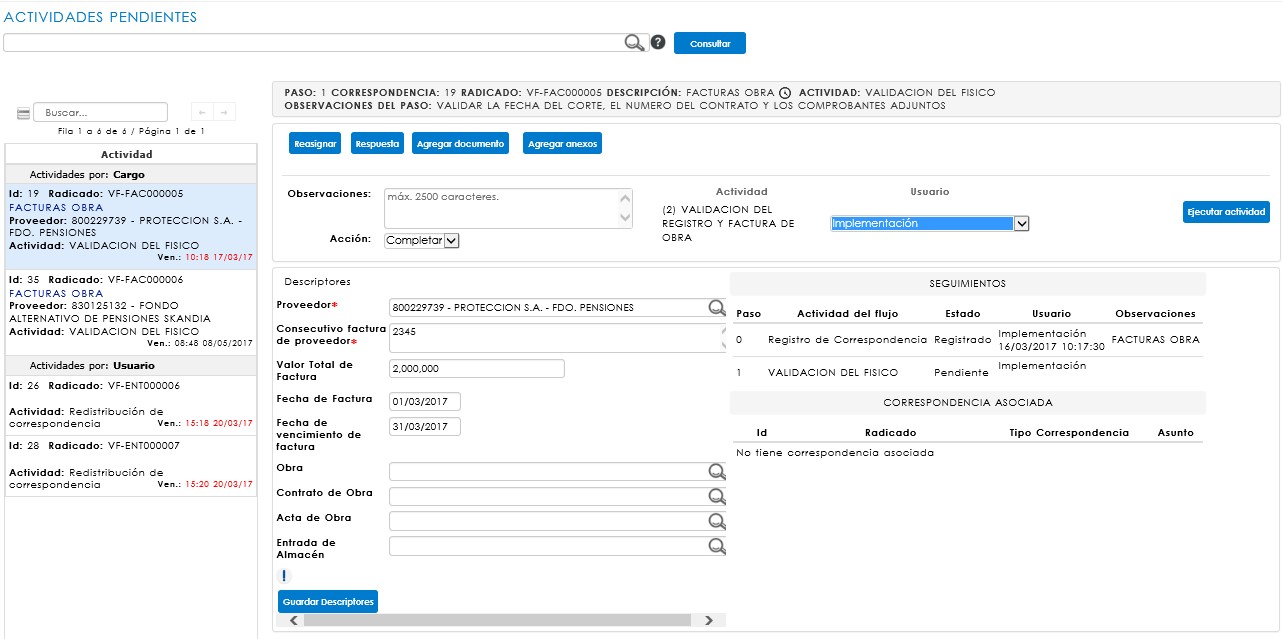 ACTIVIDADES PENDIENTES
?
Consultar
Buscar...
Fila 1 a 6 de 6 / Página 1 de 1
Actividad
Actividades por: Cargo
Id: 19 Radicado: VF-FAC000005
FACTURAS OBRA
Proveedor: 800229739 - PROTECCION S.A. -
FDO. PENSIONES
Actividad: VALIDACION DEL FISICO
Ven.: 10:18 17/03/17
Id: 35 Radicado: VF-FAC000006
FACTURAS OBRA
Proveedor: 830125132 - FONDO
ALTERNATIVO DE PENSIONES SKANDIA
Actividad: VALIDACION DEL FISICO
Ven.: 08:48 08/05/2017
Actividades por: Usuario
Id: 26 Radicado: VF-ENT000006
Actividad: Redistribución de
correspondencia Ven.: 15:18 20/03/17
Id: 28 Radicado: VF-ENT000007
Actividad: Redistribución de
correspondencia Ven.: 15:20 20/03/17
PASO: 1 CORRESPONDENCIA: 19 RADICADO: VF-FAC000005 DESCRIPCIÓN: FACTURAS OBRA ACTIVIDAD: VALIDACION DEL FISICO
OBSERVACIONES DEL PASO: VALIDAR LA FECHA DEL CORTE, EL NUMERO DEL CONTRATO Y LOS COMPROBANTES ADJUNTOS
Reasignar Respuesta Agregar documento Agregar anexos
Observaciones: máx. 2500 caracteres.
Acción: Completar
Actividad Usuario
(2) VALIDACION DEL
REGISTRO Y FACTURA DE
OBRA
Implementación
Ejecutar actividad
Descriptores
Proveedor* 800229739 - PROTECCION S.A. - FDO. PENSIONES
Consecutivo factura
de proveedor* 2345
Valor Total de
Factura 2,000,000
Fecha de Factura 01/03/2017
Fecha de
vencimiento de
factura 31/03/2017
Obra
Contrato de Obra
Acta de Obra
Entrada de
Almacén
!
Guardar Descriptores
SEGUIMIENTOS
Paso Actividad del flujo Estado Usuario Observaciones
0 Registro de Correspondencia Registrado Implementación
16/03/2017 10:17:30 FACTURAS OBRA
1 VALIDACION DEL FISICO Pendiente Implementación
CORRESPONDENCIA ASOCIADA
Id Radicado Tipo Correspondencia Asunto
No tiene correspondencia asociada